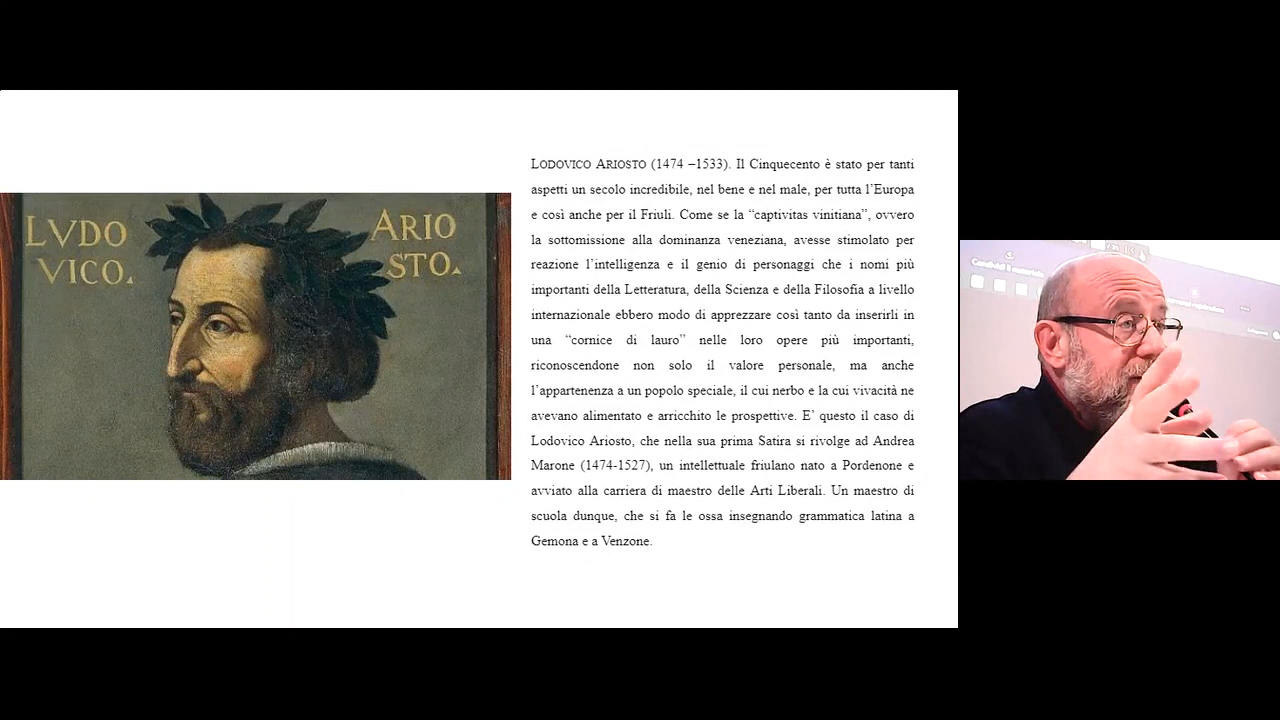 LVDO
VICO.
ARIO
STO.
LODOVICO ARIOSTO (1474 –1533). Il Cinquecento è stato per tanti
aspetti un secolo incredibile, nel bene e nel male, per tutta l’Europa
e così anche per il Friuli. Come se la “captivitas vinitiana”, ovvero
la sottomissione alla dominanza veneziana, avesse stimolato per
reazione l’intelligenza e il genio di personaggi che i nomi più
importanti della Letteratura, della Scienza e della Filosofia a livello
internazionale ebbero modo di apprezzare così tanto da inserirli in
una “cornice di lauro” nelle loro opere più importanti,
riconoscendone non solo il valore personale, ma anche
l’appartenenza a un popolo speciale, il cui nerbo e la cui vivacità ne
avevano alimentato e arricchito le prospettive. E’ questo il caso di
Lodovico Ariosto, che nella sua prima Satira si rivolge ad Andrea
Marone (1474-1527), un intellettuale friulano nato a Pordenone e
avviato alla carriera di maestro delle Arti Liberali. Un maestro di
scuola dunque, che si fa le ossa insegnando grammatica latina a
Gemona e a Venzone.